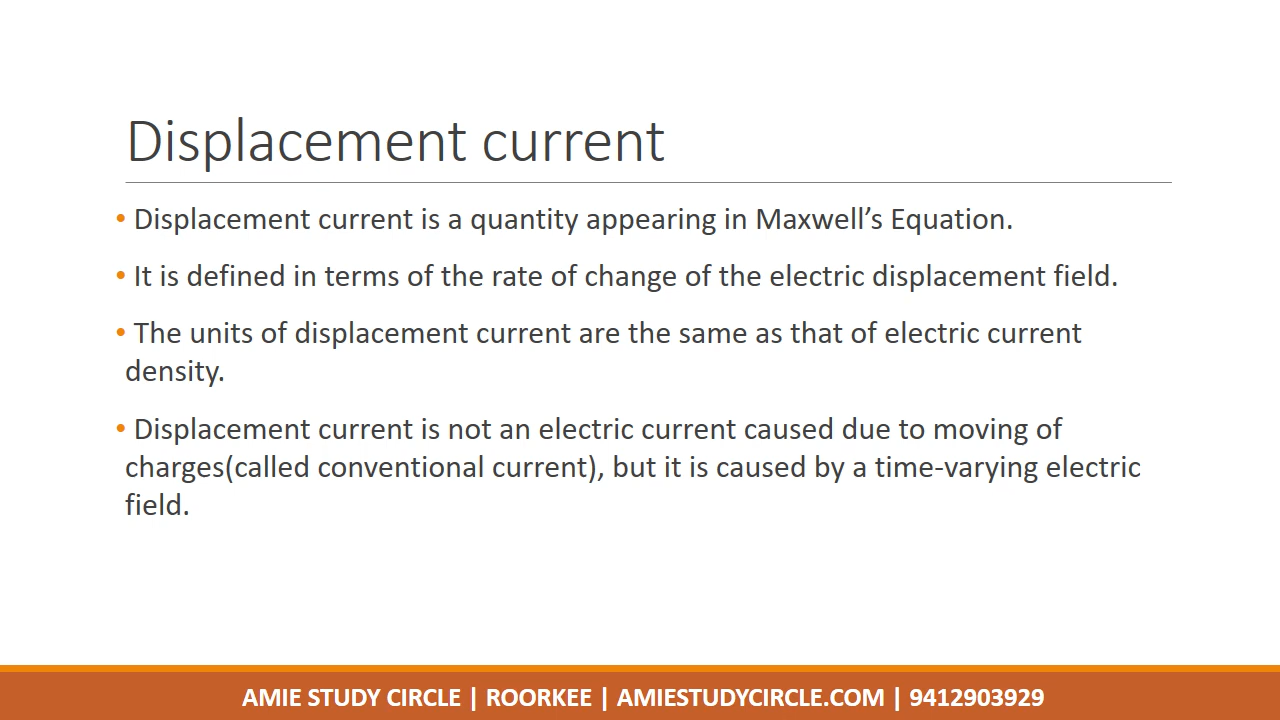 Displacement current
• Displacement current is a quantity appearing in Maxwell’s Equation.
• It is defined in terms of the rate of change of the electric displacement field.
• The units of displacement current are the same as that of electric current
density.
• Displacement current is not an electric current caused due to moving of
charges(called conventional current), but it is caused by a time-varying electric
field.
AMIE STUDY CIRCLE | ROORKEE | AMIESTUDYCIRCLE.COM | 9412903929